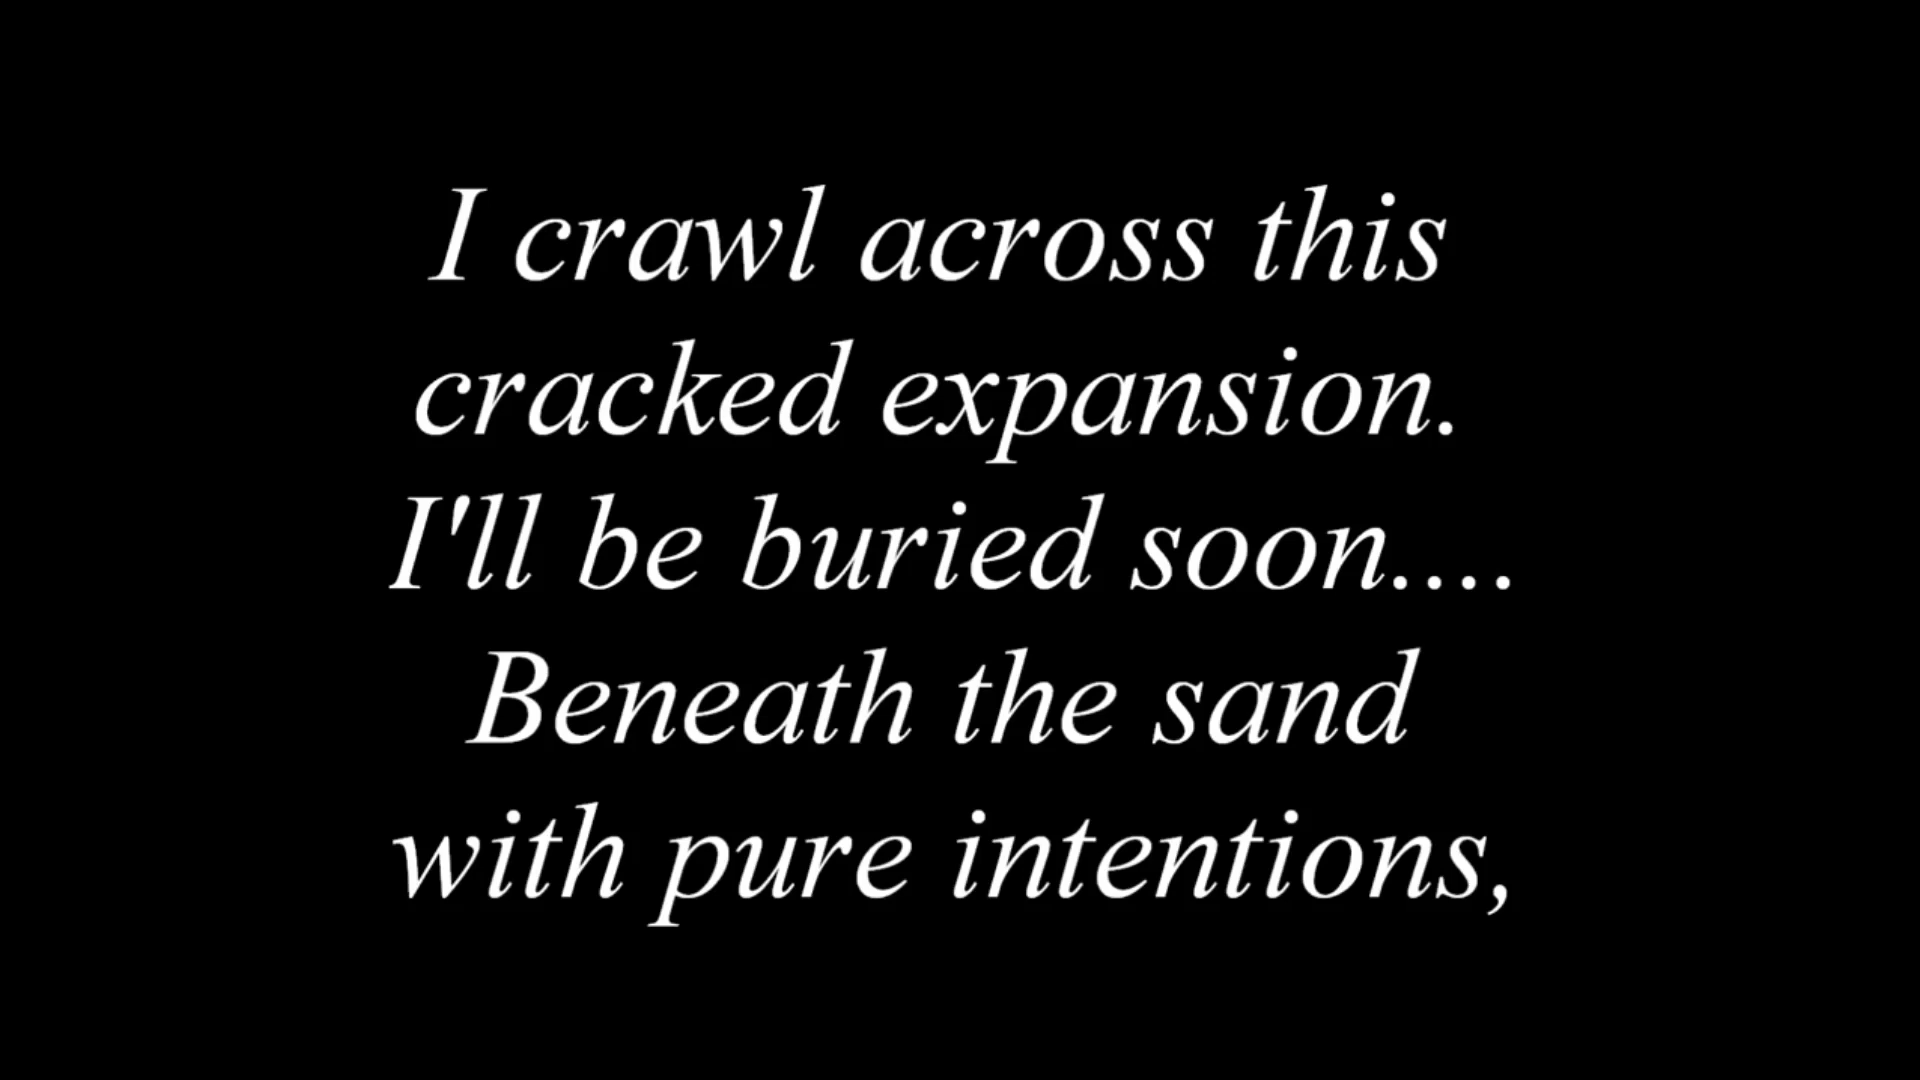 I crawl across this
cracked expansion.
I'll be buried soon....
Beneath the sand
with pure intentions,